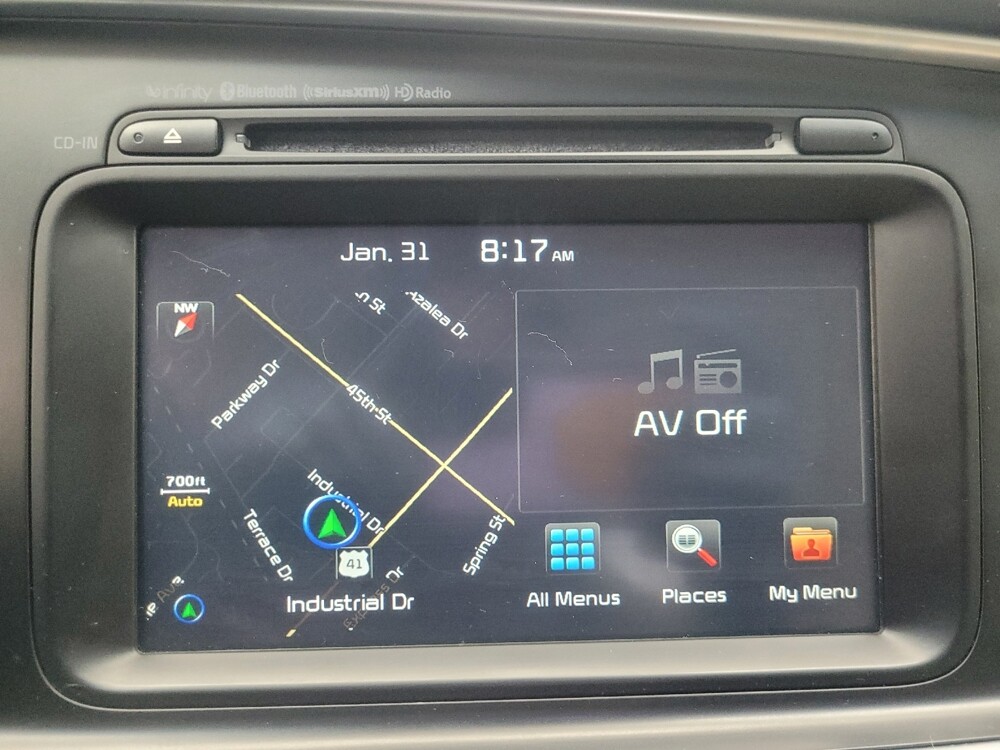 infinity Bluetooth ((SiriusXM)) HD Radio
CD-IN
Jan. 31 8:17 AM
NW
Azalea Dr
Parkway Dr
45th St
AV Off
700ft
Auto
Industrial Dr
Terrace Dr
41
Spring St
Industrial Dr
All Menus
Places
My Menu